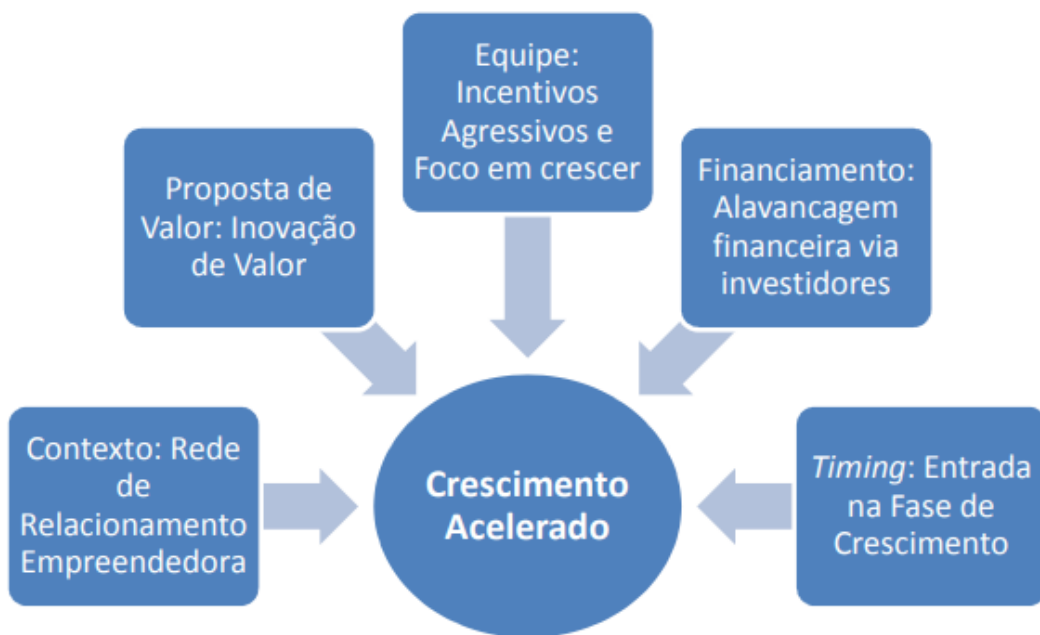 Equipe:
Incentivos
Agressivos e
Foco em crescer
Proposta de
Valor: Inovação
de Valor
Financiamento:
Alavancagem
financeira via
investidores
Contexto: Rede
de
Relacionamento
Empreendedora
Crescimento
Acelerado
Timing: Entrada
na Fase de
Crescimento